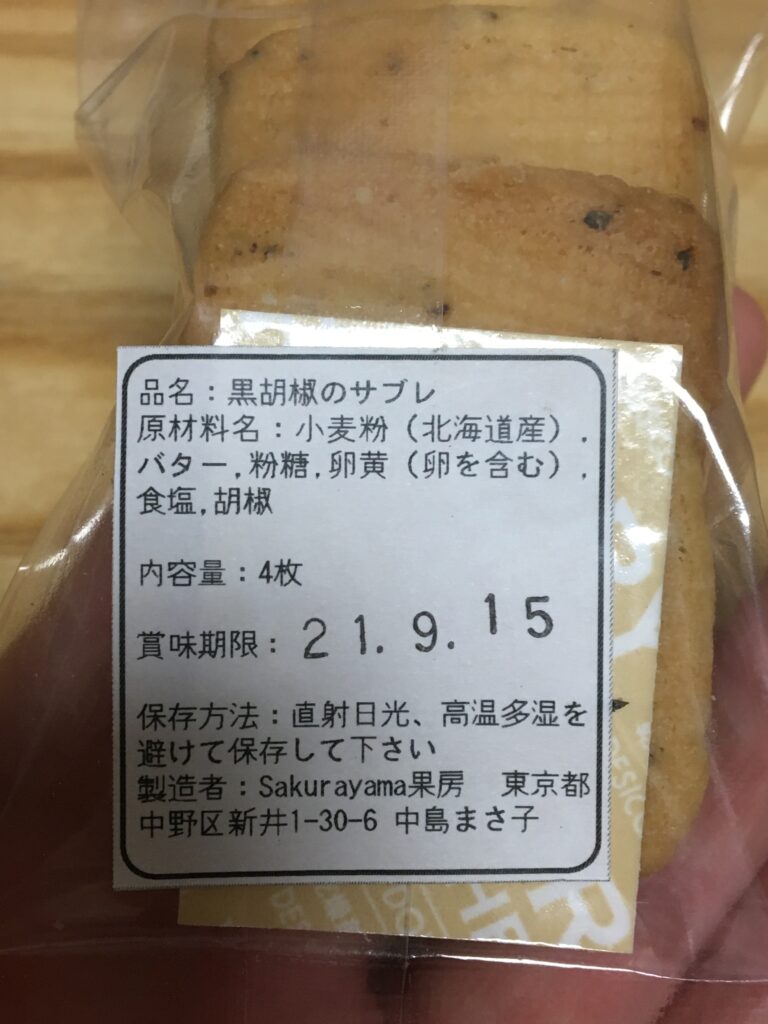 品名：黒胡椒のサブレ
原材料名：小麦粉（北海道産）,
バター,粉糖,卵黄（卵を含む）,
食塩,胡椒
内容量：4枚
賞味期限：21.9.15
保存方法：直射日光、高温多湿を
避けて保存して下さい
製造者：Sakurayama果房　東京都
中野区新井1-30-6 中島まさ子